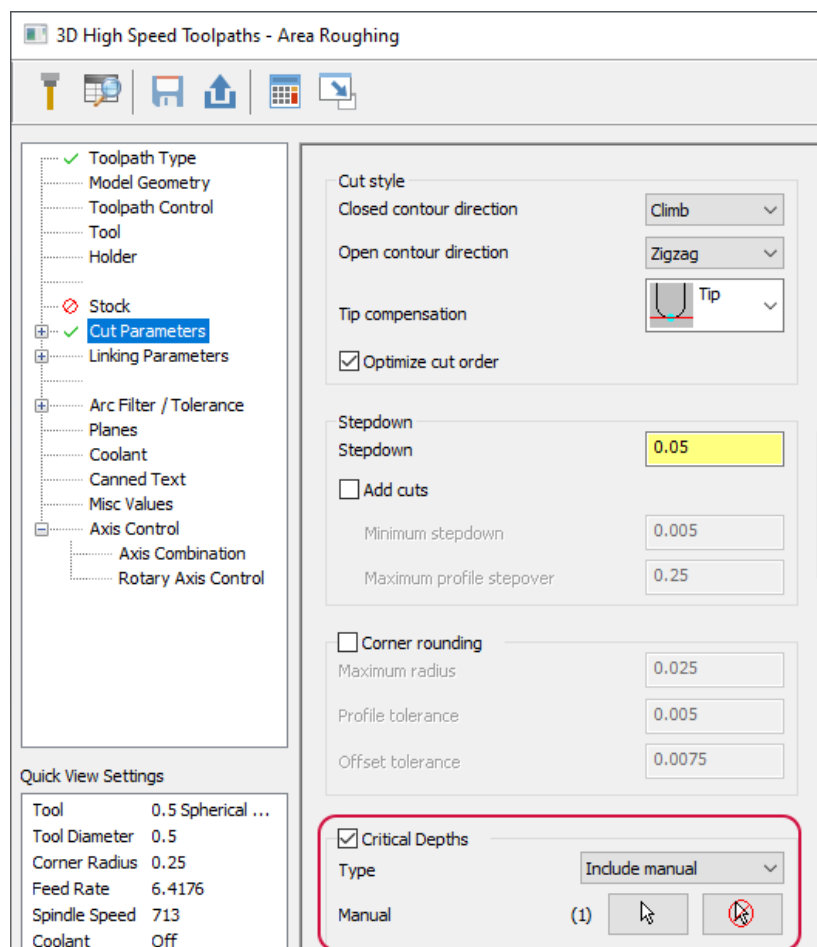 3D High Speed Toolpaths - Area Roughing
Toolpath Type
Model Geometry
Toolpath Control
Tool
Holder
Stock
Cut Parameters
Linking Parameters
Arc Filter / Tolerance
Planes
Coolant
Canned Text
Misc Values
Axis Control
Axis Combination
Rotary Axis Control
Quick View Settings
Tool 0.5 Spherical ...
Tool Diameter 0.5
Corner Radius 0.25
Feed Rate 6.4176
Spindle Speed 713
Coolant Off
Cut style
Closed contour direction Climb
Open contour direction Zigzag
Tip compensation Tip
Optimize cut order
Stepdown
Stepdown 0.05
Add cuts
Minimum stepdown 0.005
Maximum profile stepover 0.25
Corner rounding
Maximum radius 0.025
Profile tolerance 0.005
Offset tolerance 0.0075
Critical Depths
Type Include manual
Manual (1)